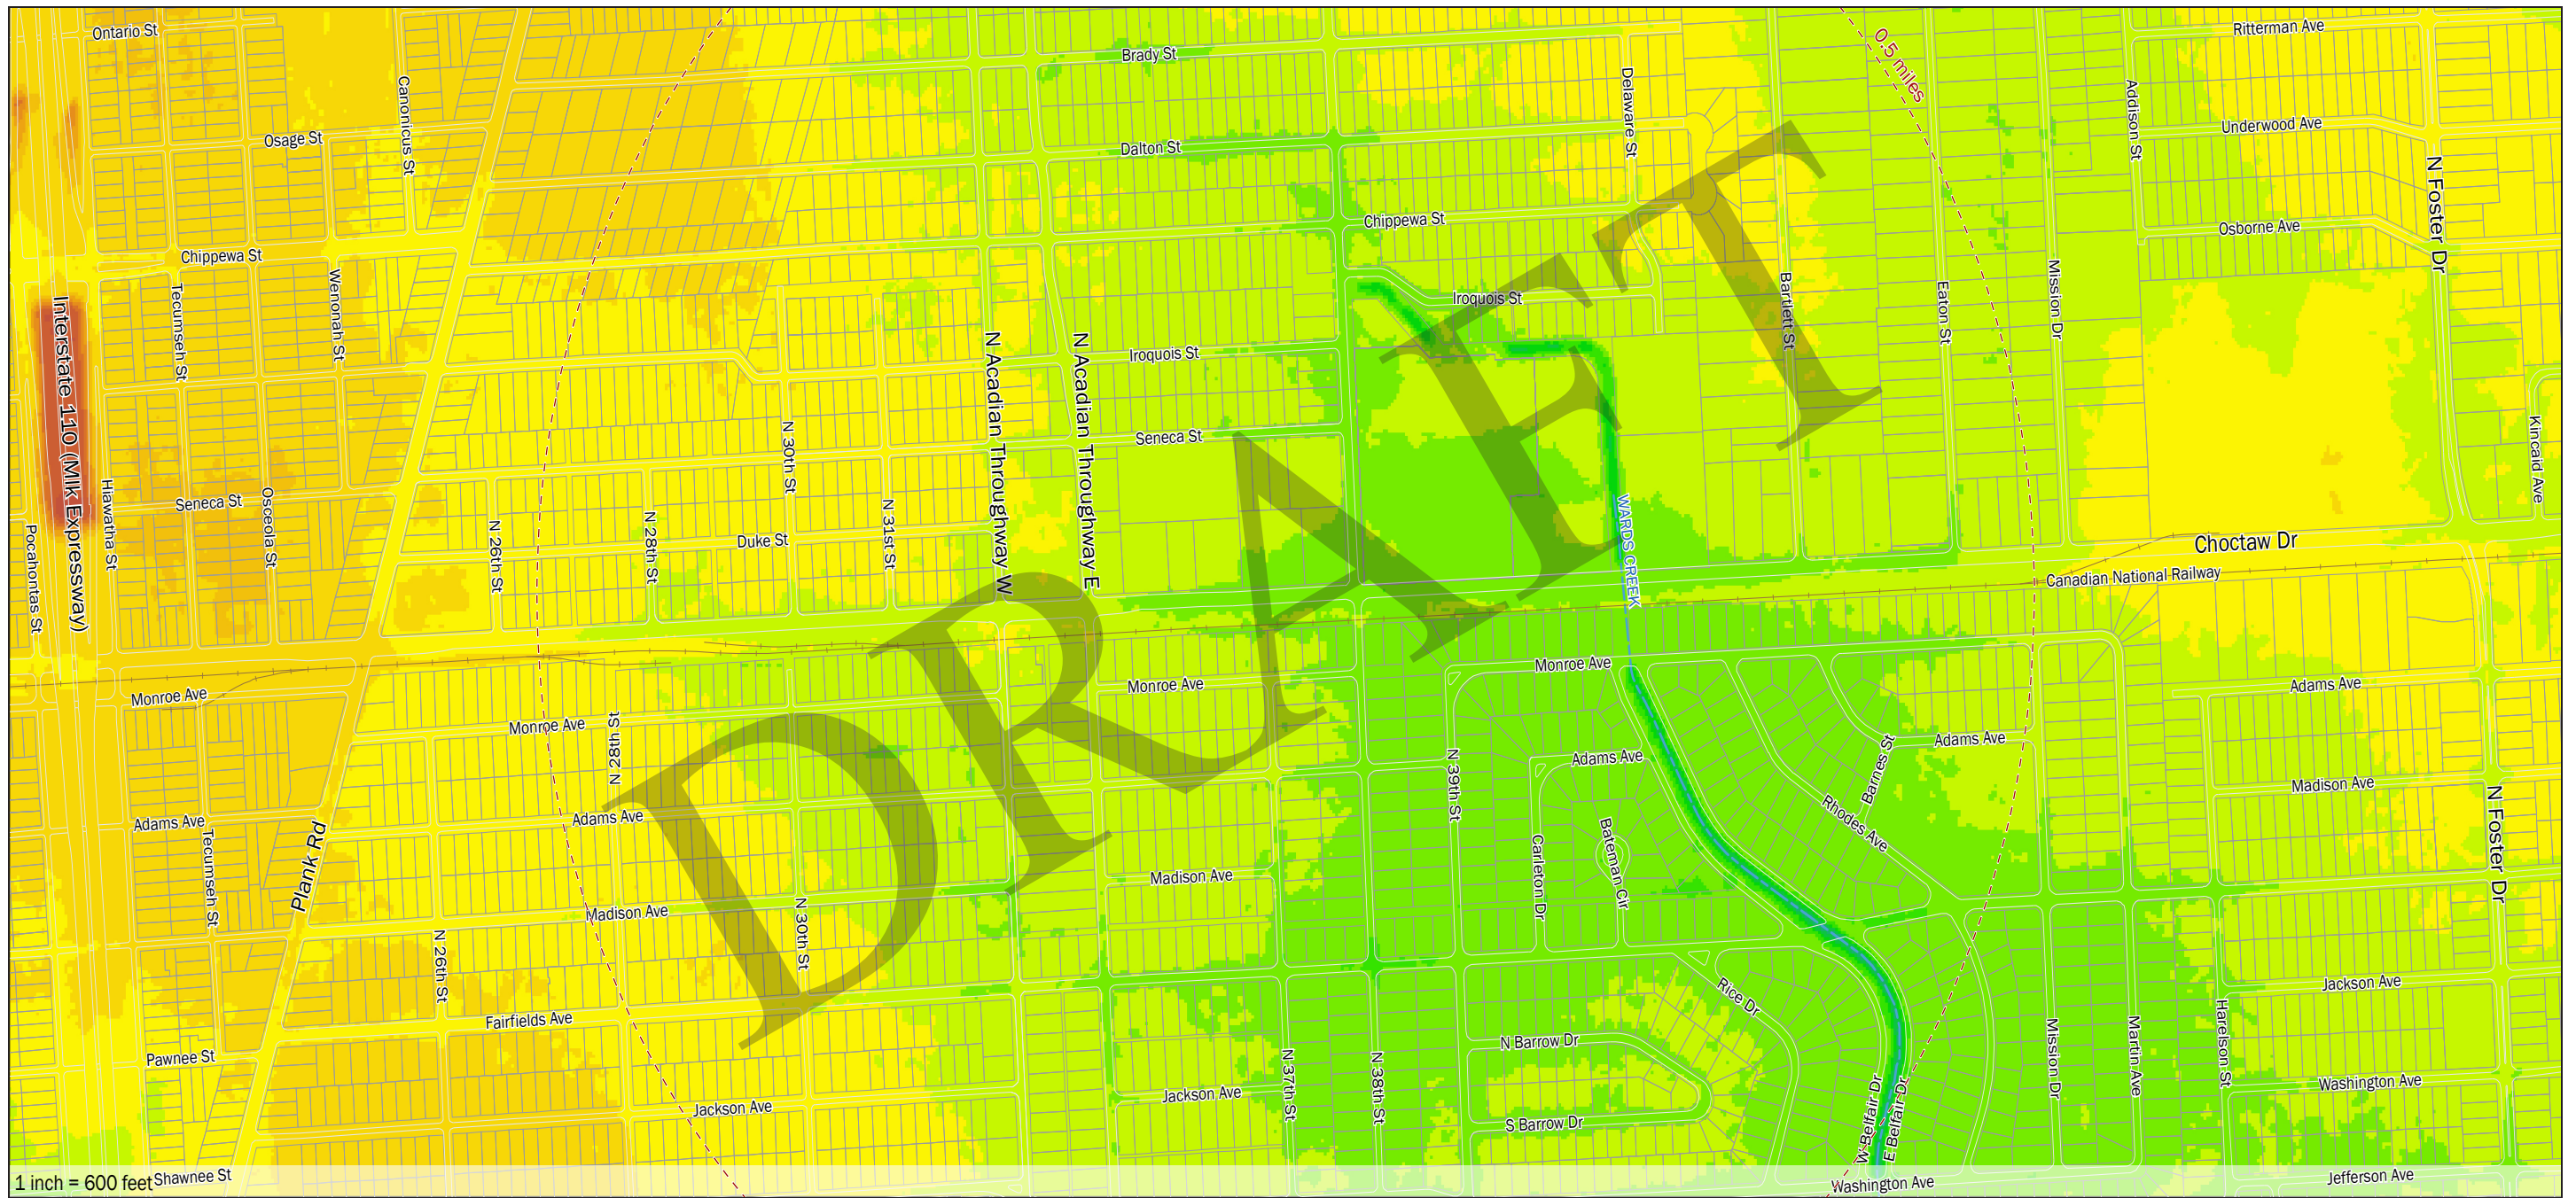 Ontario St
Brady St
0.5 miles
Ritterman Ave
Canonicus St
Osage St
Dalton St
Delaware St
Addison St
Underwood Ave
N Foster Dr
Chippewa St
Chippewa St
Osborne Ave
Tecumseh St
Wenonah St
Interstate 110 (Mlk Expressway)
N Acadian Throughway W
N Acadian Throughway E
Iroquois St
Iroquois St
Bartlett St
Eaton St
Mission Dr
Kincaid Ave
N 30th St
Seneca St
Seneca St
Hiawatha St
Osceola St
Pocahontas St
N 26th St
N 28th St
Duke St
N 31st St
WARDS CREEK
Choctaw Dr
Canadian National Railway
DRAFT
Monroe Ave
Monroe Ave
Monroe Ave
Monroe Ave
N 28th St
Adams Ave
Adams Ave
Adams Ave
Adams Ave
Adams Ave
N 39th St
Barnes St
Rhodes Ave
Madison Ave
N Foster Dr
Tecumseh St
Plank Rd
Carleton Dr
Bateman Cir
Madison Ave
Madison Ave
N 30th St
N 26th St
Rice Dr
Jackson Ave
Fairfields Ave
Pawnee St
N Barrow Dr
N 37th St
N 38th St
Mission Dr
Martin Ave
Harelson St
Washington Ave
Jackson Ave
Jackson Ave
S Barrow Dr
W Belfair Dr
E Belfair Dr
1 inch = 600 feet
Shawnee St
Washington Ave
Jefferson Ave